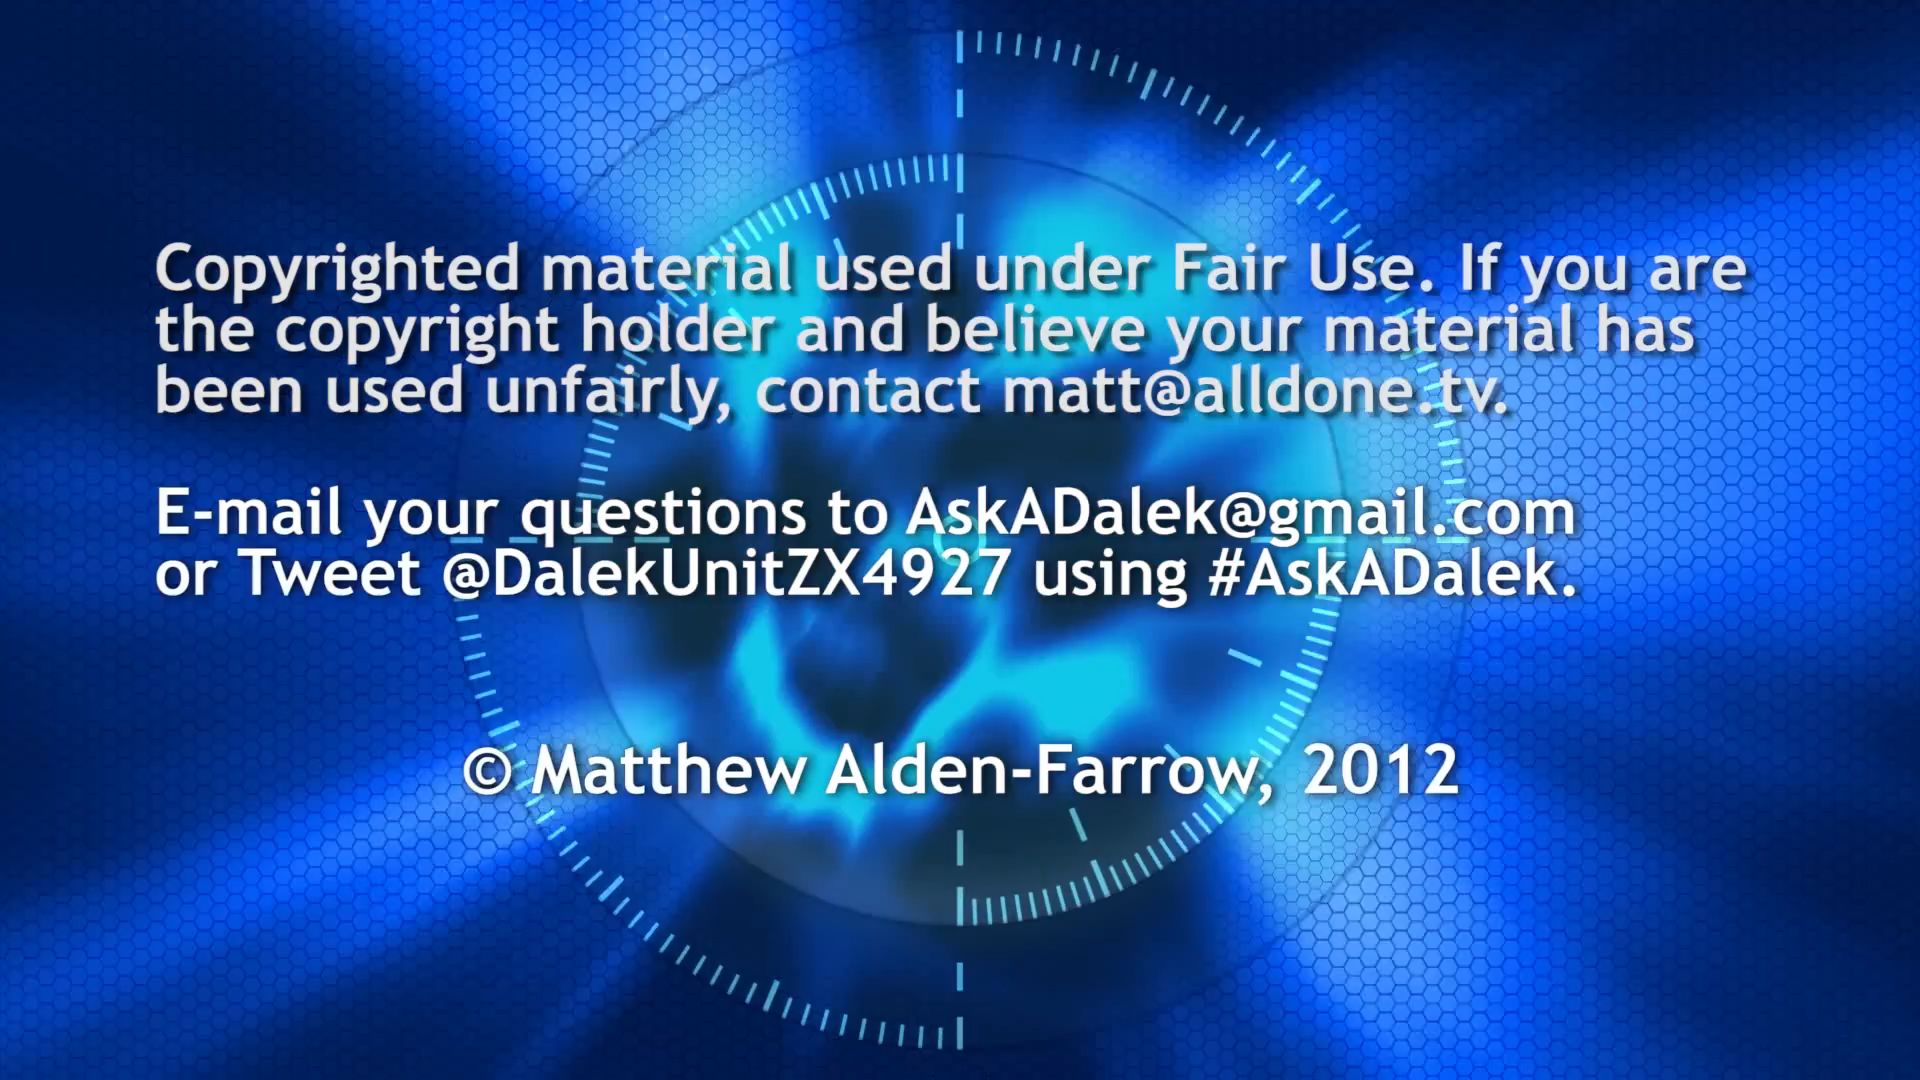 Copyrighted material used under Fair Use. If you are
the copyright holder and believe your material has
been used unfairly, contact matt@alldone.tv.
E-mail your questions to AskADalek@gmail.com
or Tweet @DalekUnitZX4927 using #AskADalek.
© Matthew Alden-Farrow, 2012